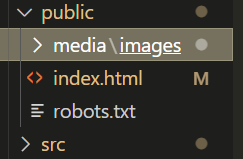 public
media\images
index.html M
robots.txt
src